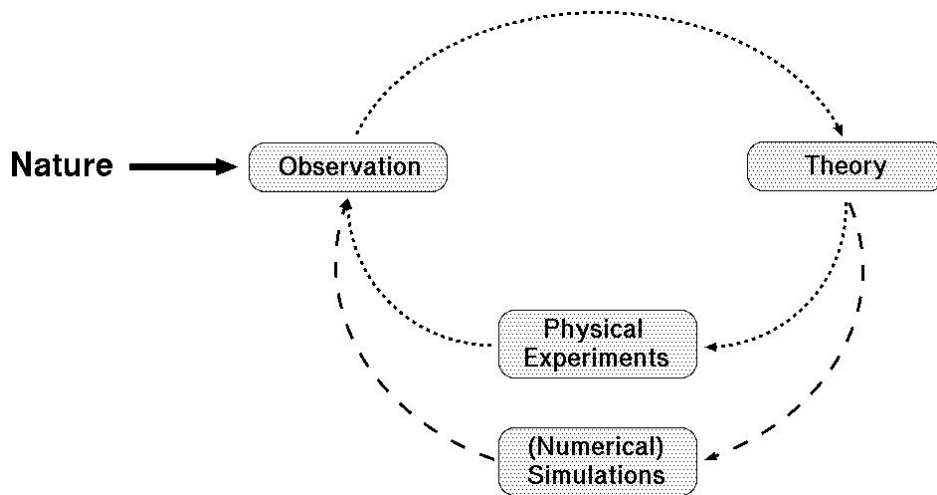 Nature
Observation
Theory
Physical
Experiments
(Numerical)
Simulations